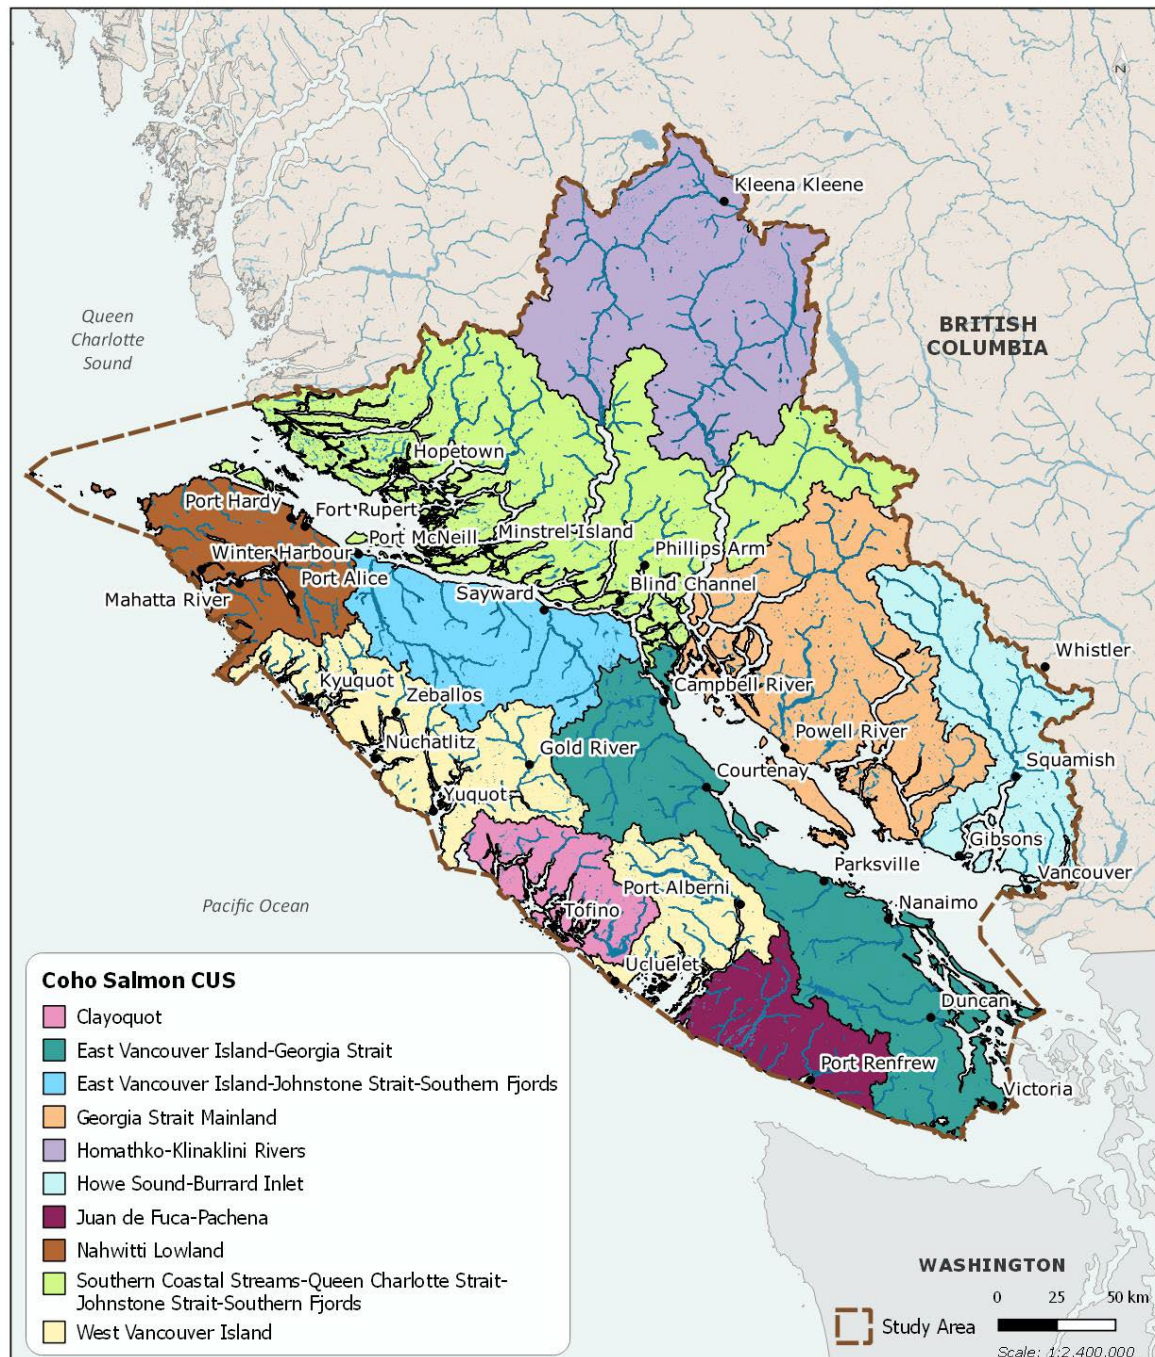 N
Kleena Kleene
Queen
Charlotte
Sound
BRITISH
COLUMBIA
Hopetown
Port Hardy
Fort Rupert
Port McNeill
Minstrel Island
Winter Harbour
Phillips Arm
Port Alice
Blind Channel
Mahatta River
Sayward
Whistler
Kyuquot
Campbell River
Zeballos
Powell River
Nuchatlitz
Gold River
Squamish
Courtenay
Yuquot
Gibsons
Parksville
Vancouver
Port Alberni
Nanaimo
Pacific Ocean
Tofino
Ucluelet
Duncan
Port Renfrew
Victoria
Coho Salmon CUS
Clayoquot
East Vancouver Island-Georgia Strait
East Vancouver Island-Johnstone Strait-Southern Fjords
Georgia Strait Mainland
Homathko-Klinaklini Rivers
Howe Sound-Burrard Inlet
Juan de Fuca-Pachena
Nahwitti Lowland
Southern Coastal Streams-Queen Charlotte Strait-
Johnstone Strait-Southern Fjords
West Vancouver Island
WASHINGTON
0 25 50 km
Study Area
Scale: 1:2,400,000